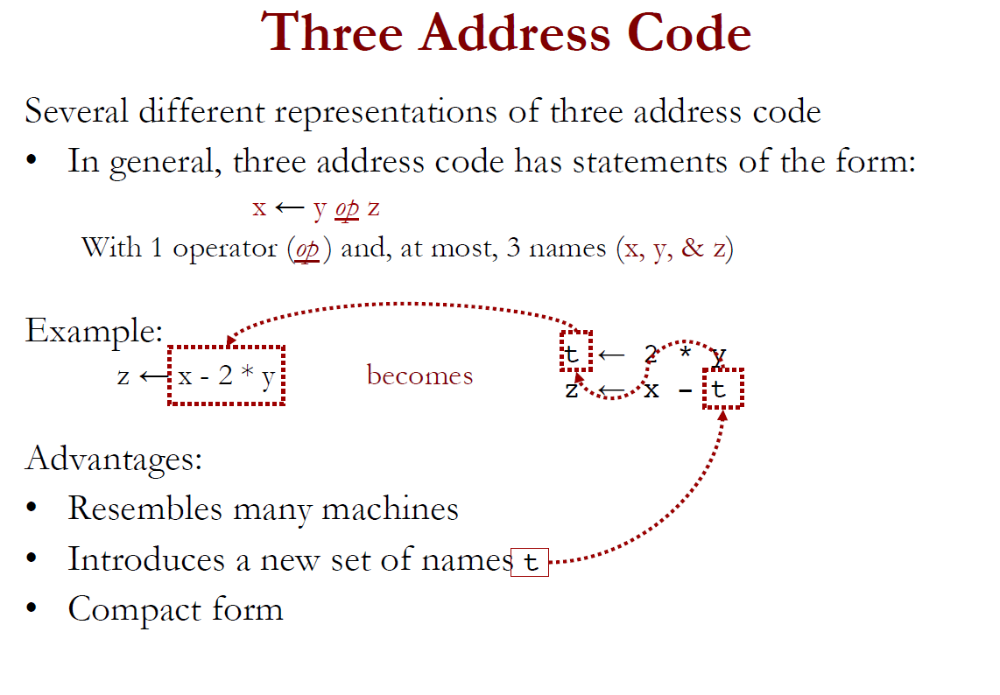 Three Address Code
Several different representations of three address code
• In general, three address code has statements of the form:
x ← y op z
With 1 operator (op) and, at most, 3 names (x, y, & z)
Example:
z ← x - 2 * y
becomes
t ← 2 * y
z ← x - t
Advantages:
• Resembles many machines
• Introduces a new set of names t
• Compact form